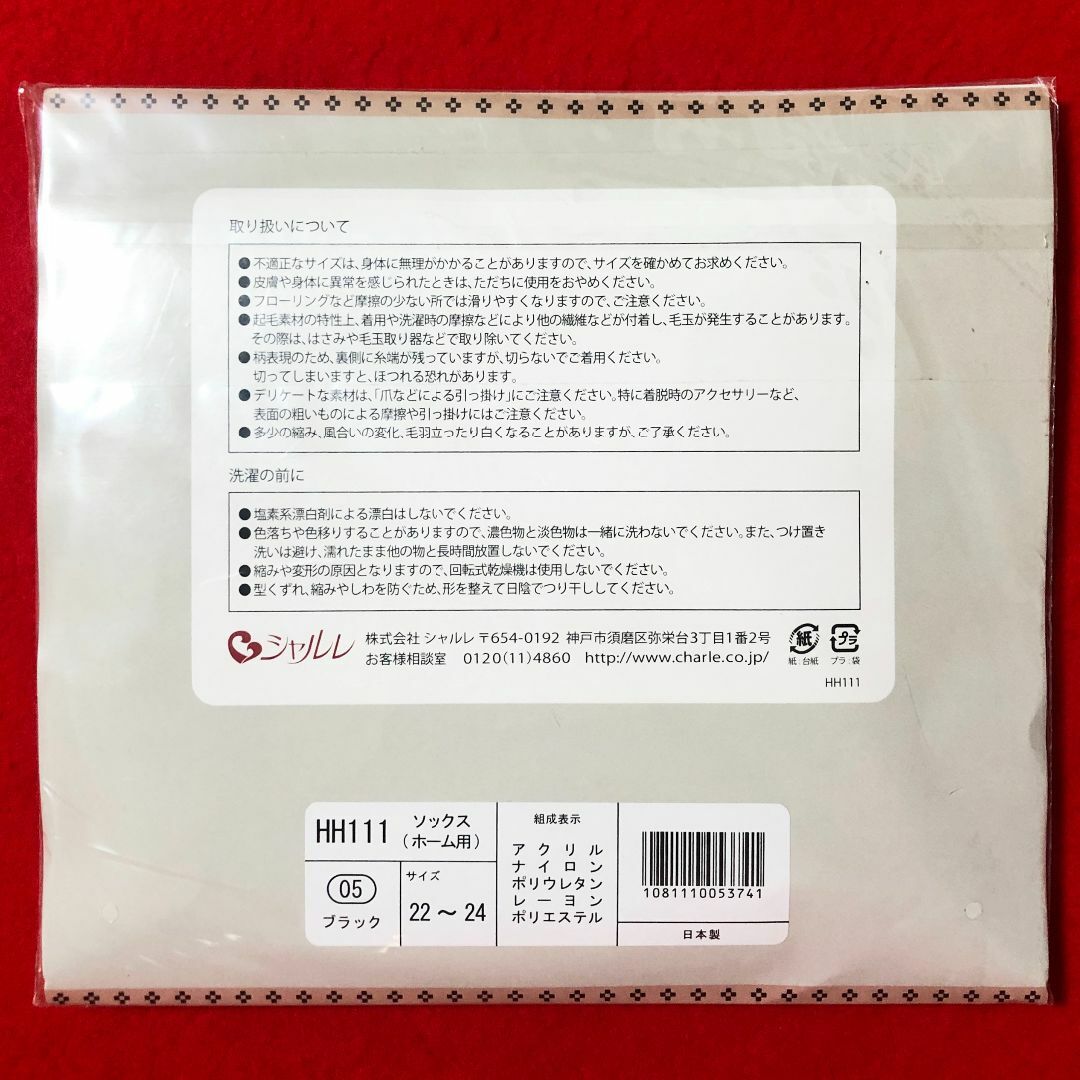 取り扱いについて
●不適正なサイズは、身体に無理がかかることがありますので、サイズを確かめてお求めください。
●皮膚や身体に異常を感じられたときは、ただちに使用をおやめください。
●フローリングなど摩擦の少ない所では滑りやすくなりますので、ご注意ください。
●起毛素材の特性上、着用や洗濯時の摩擦などにより他の繊維などが付着し、毛玉が発生することがあります。
その際は、はさみや毛玉取り器などで取り除いてください。
●柄表現のため、裏側に糸端が残っていますが、切らないでご着用ください。
切ってしまいますと、ほつれる恐れがあります。
●デリケートな素材は、「爪などによる引っ掛け」にご注意ください。特に着脱時のアクセサリーなど、
表面の粗いものによる摩擦や引っ掛けにはご注意ください。
●多少の縮み、風合いの変化、毛羽立ったり白くなることがありますが、ご了承ください。
洗濯の前に
●塩素系漂白剤による漂白はしないでください。
●色落ちや色移りすることがありますので、濃色物と淡色物は一緒に洗わないでください。また、つけ置き
洗いは避け、濡れたまま他の物と長時間放置しないでください。
●縮みや変形の原因となりますので、回転式乾燥機は使用しないでください。
●型くずれ、縮みやしわを防ぐため、形を整えて日陰でつり干ししてください。
シャルレ 株式会社 シャルレ 〒654-0192 神戸市須磨区弥栄台3丁目1番2号
お客様相談室 0120(11)4860 http://www.charle.co.jp/
紙 プラ
紙:台紙 プラ:袋
HH111
HH111 ソックス
(ホーム用)
05
ブラック
サイズ
22～24
組成表示
アクリル
ナイロン
ポリウレタン
レーヨン
ポリエステル
1081110053741
日本製